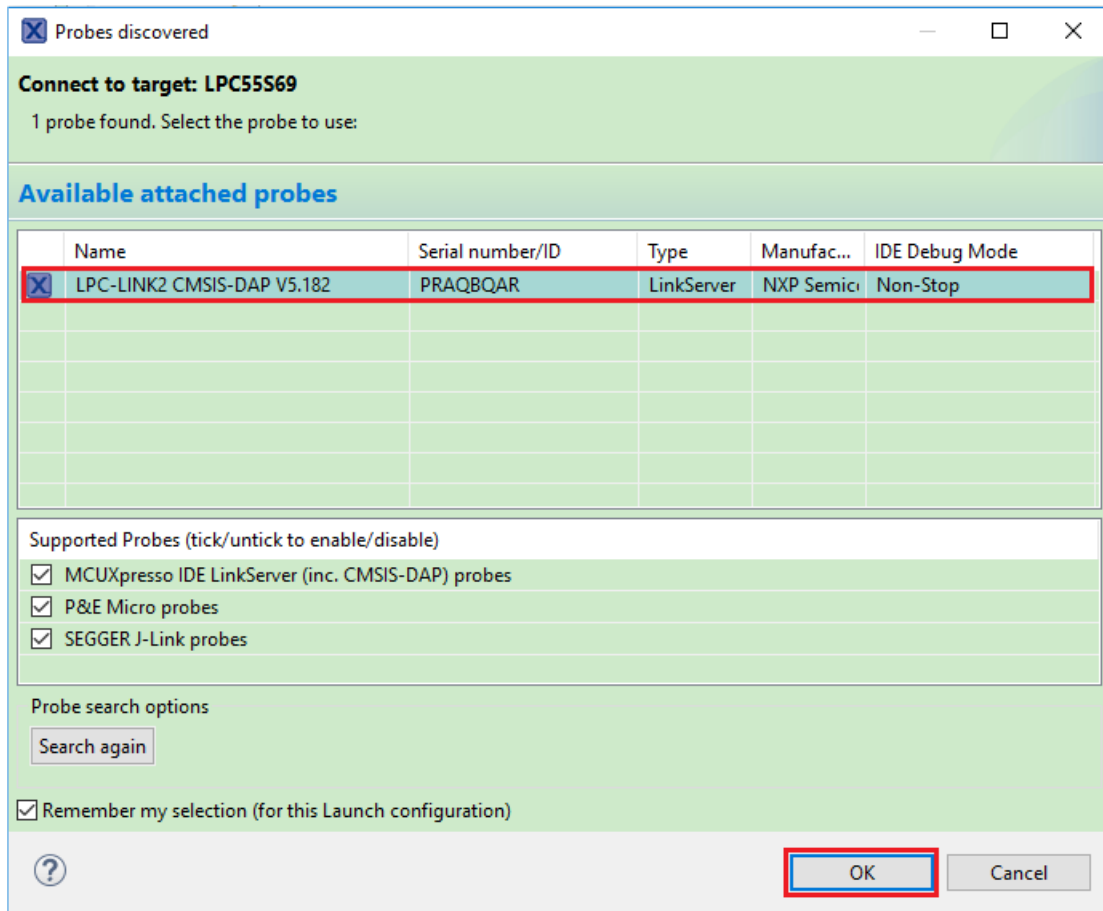 Probes discovered
Connect to target: LPC55S69
1 probe found. Select the probe to use:
Available attached probes
Name Serial number/ID Type Manufac... IDE Debug Mode
LPC-LINK2 CMSIS-DAP V5.182 PRAQBQAR LinkServer NXP Semic Non-Stop
Supported Probes (tick/untick to enable/disable)
MCUXpresso IDE LinkServer (inc. CMSIS-DAP) probes
P&E Micro probes
SEGGER J-Link probes
Probe search options
Search again
Remember my selection (for this Launch configuration)
OK Cancel